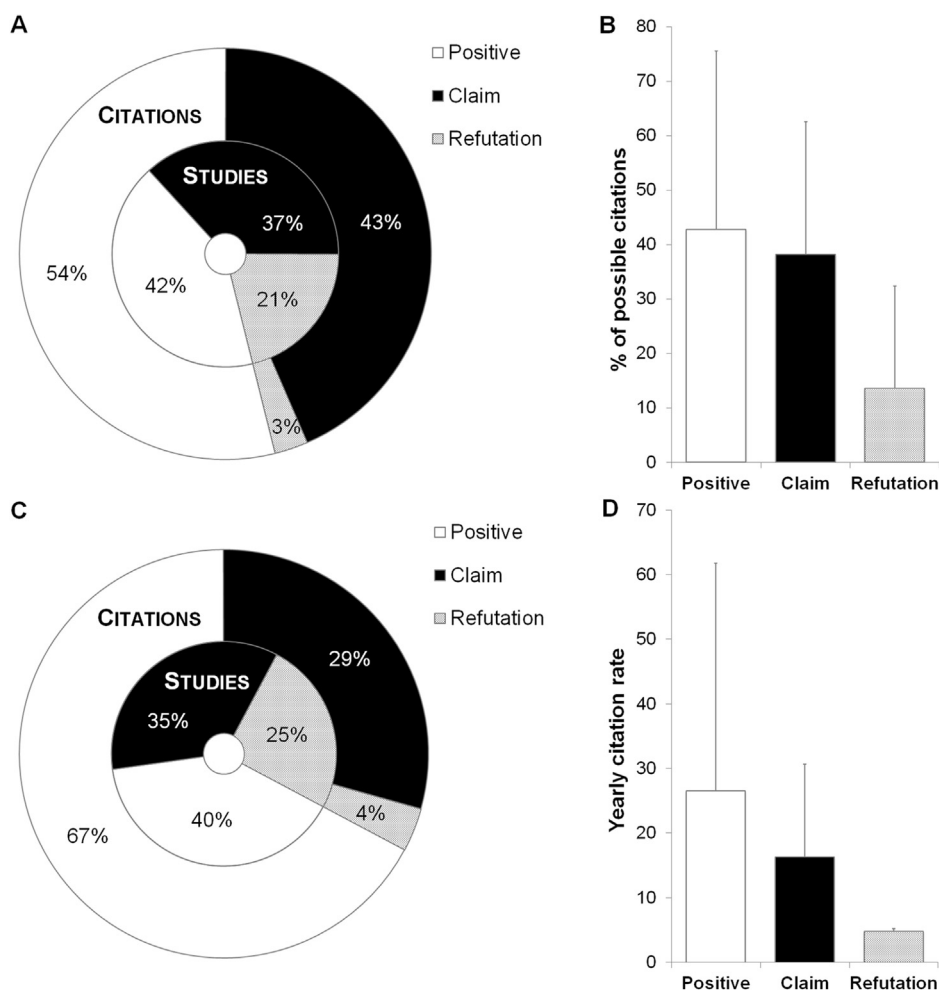 A
Positive
Claim
Refutation
CITATIONS
STUDIES
37%
43%
54%
42%
21%
3%
B
% of possible citations
80
70
60
50
40
30
20
10
0
Positive Claim Refutation
C
Positive
Claim
Refutation
CITATIONS
STUDIES
29%
35%
25%
4%
40%
67%
D
Yearly citation rate
70
60
50
40
30
20
10
0
Positive Claim Refutation